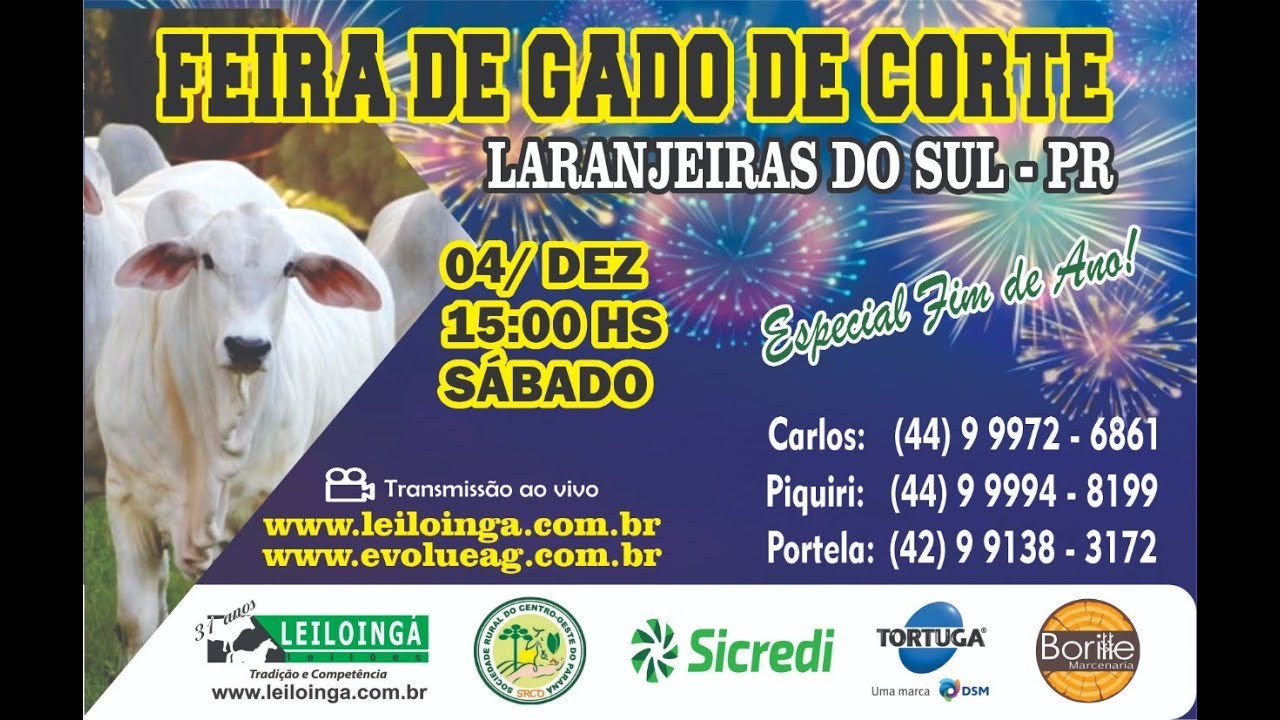 FEIRA DE GADO DE CORTE
LARANJEIRAS DO SUL - PR
04/ DEZ
15:00 HS
SÁBADO
Especial Fim de Ano!
Carlos: (44) 9 9972 - 6861
Piquiri: (44) 9 9994 - 8199
Portela: (42) 9 9138 - 3172
Transmissão ao vivo
www.leiloinga.com.br
www.evolueag.com.br
37 anos
LEILOINGÁ
leilões
Tradição e Competência
www.leiloinga.com.br
SOCIEDADE RURAL DO CENTRO-OESTE DO PARANÁ
SRCO
Sicredi
TORTUGA®
Uma marca DSM
Borille
Marcenaria